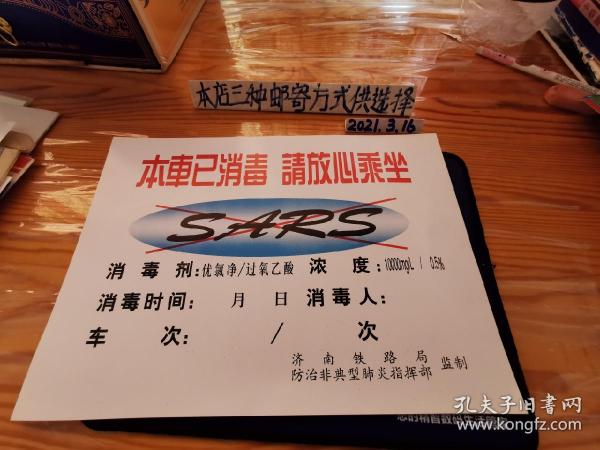 本店三种邮寄方式供选择
2021.3.16
本車已消毒 請放心乘坐
SARS
消毒剂:优氯净/过氧乙酸 浓度:10000mg/L / 0.5%
消毒时间: 月 日 消毒人:
车 次: / 次
济南铁路局
防治非典型肺炎指挥部 监制
孔夫子旧书网
www.kongfz.com